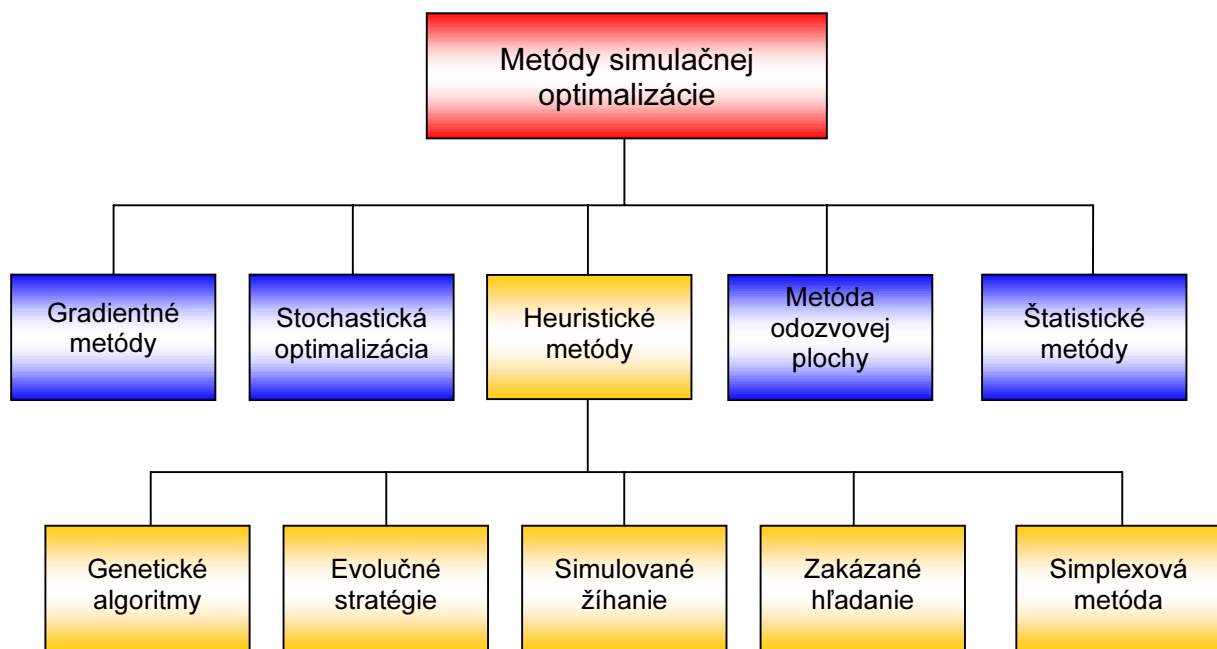 Metódy simulačnej
optimalizácie
Gradientné
metódy
Stochastická
optimalizácia
Heuristické
metódy
Metóda
odozvovej
plochy
Štatistické
metódy
Genetické
algoritmy
Evolučné
stratégie
Simulované
žíhanie
Zakázané
hľadanie
Simplexová
metóda